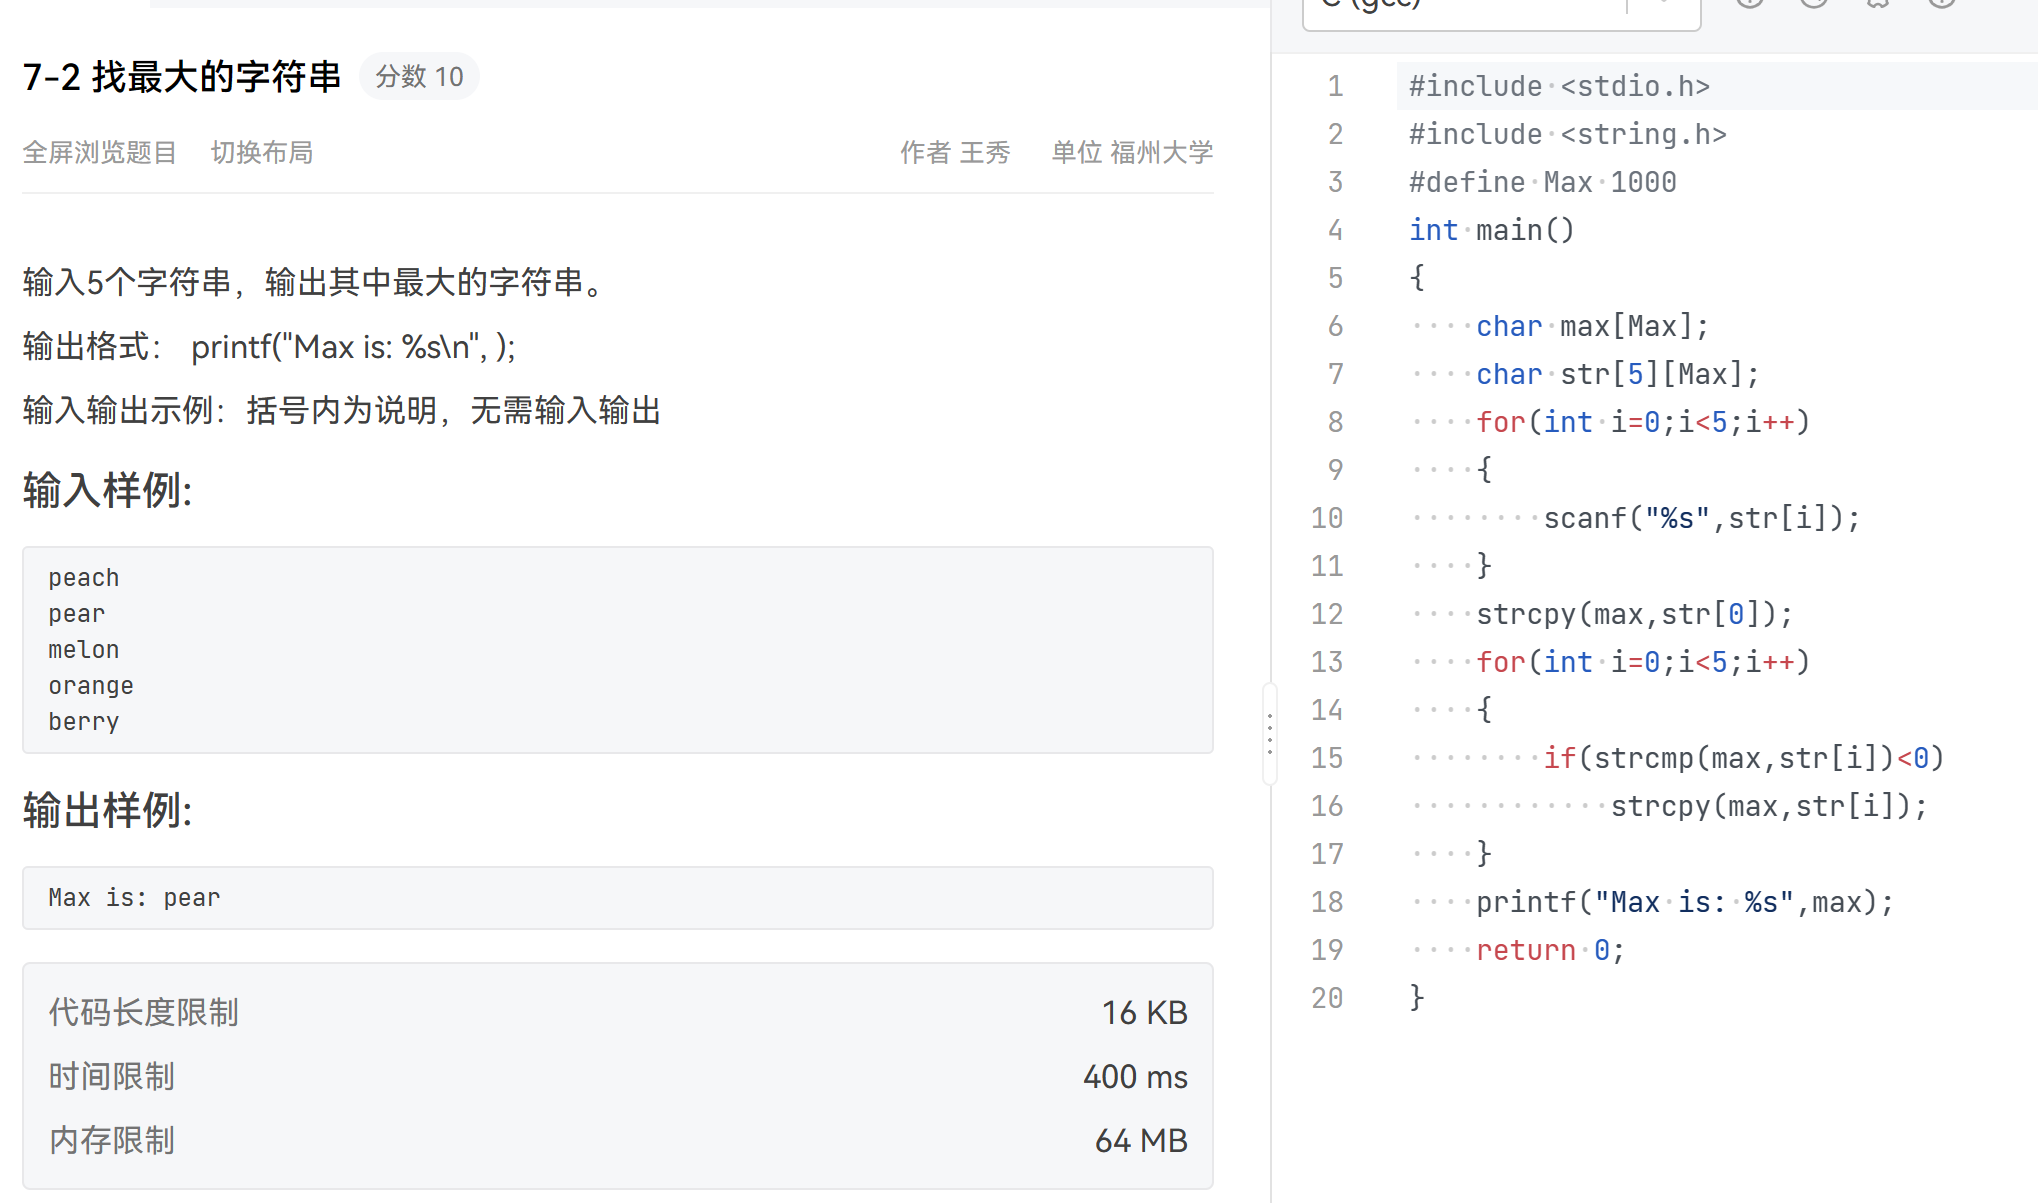 7-2 找最大的字符串 分数 10
全屏浏览题目 切换布局 作者 王秀 单位 福州大学
输入5个字符串，输出其中最大的字符串。
输出格式： printf("Max is: %s\n", );
输入输出示例：括号内为说明，无需输入输出
输入样例:
peach
pear
melon
orange
berry
输出样例:
Max is: pear
代码长度限制 16 KB
时间限制 400 ms
内存限制 64 MB
C (gcc)
1 #include <stdio.h>
2 #include <string.h>
3 #define Max 1000
4 int main()
5 {
6     char max[Max];
7     char str[5][Max];
8     for(int i=0;i<5;i++)
9     {
10         scanf("%s",str[i]);
11     }
12     strcpy(max,str[0]);
13     for(int i=0;i<5;i++)
14     {
15         if(strcmp(max,str[i])<0)
16             strcpy(max,str[i]);
17     }
18     printf("Max is: %s",max);
19     return 0;
20 }